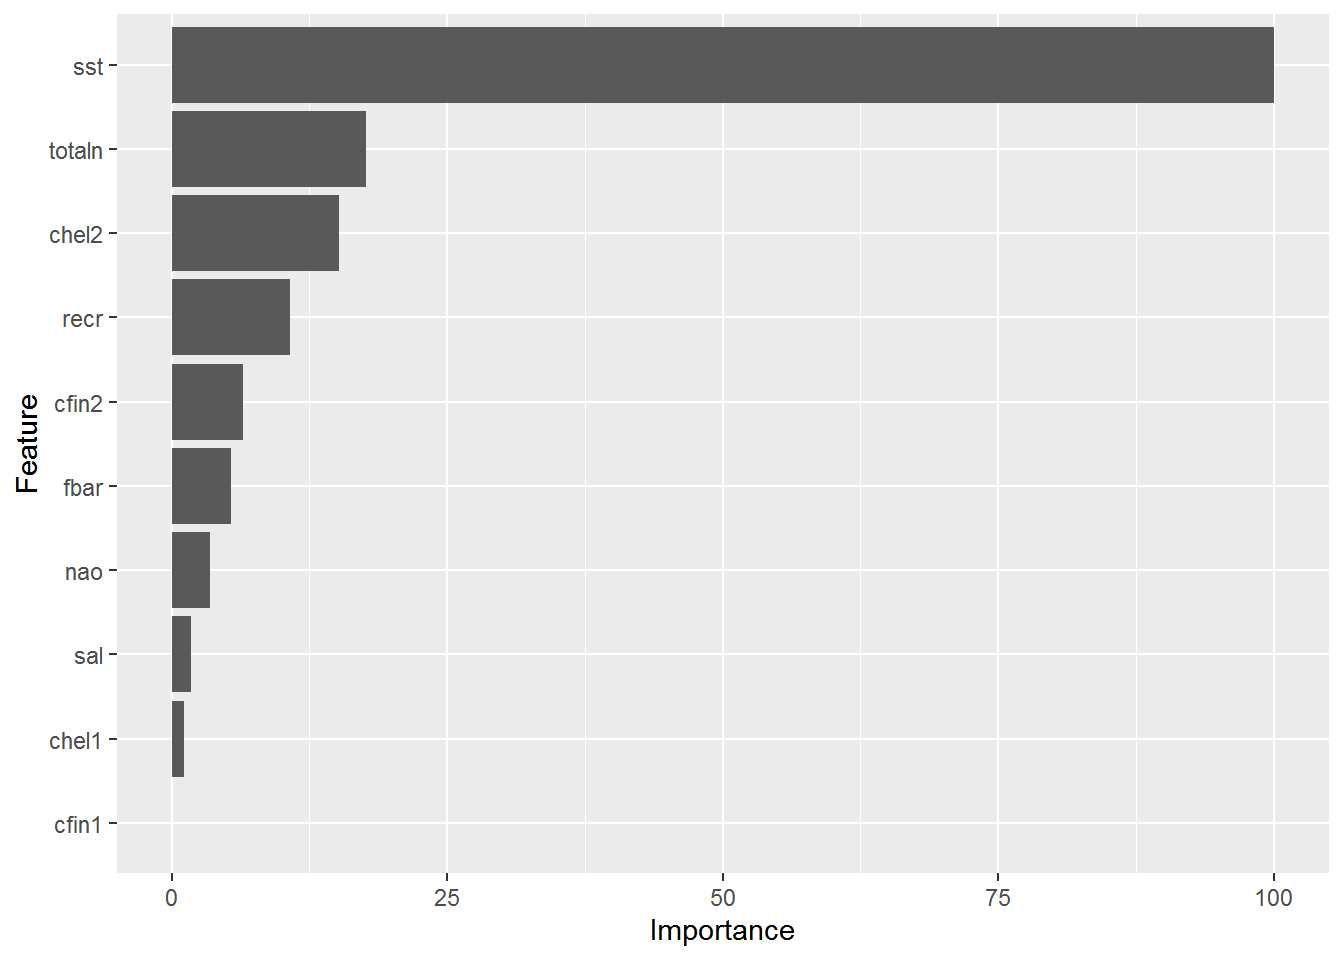 sst
totaln
chel2
recr
cfin2
fbar
nao
sal
chel1
cfin1
Feature
0 25 50 75 100
Importance